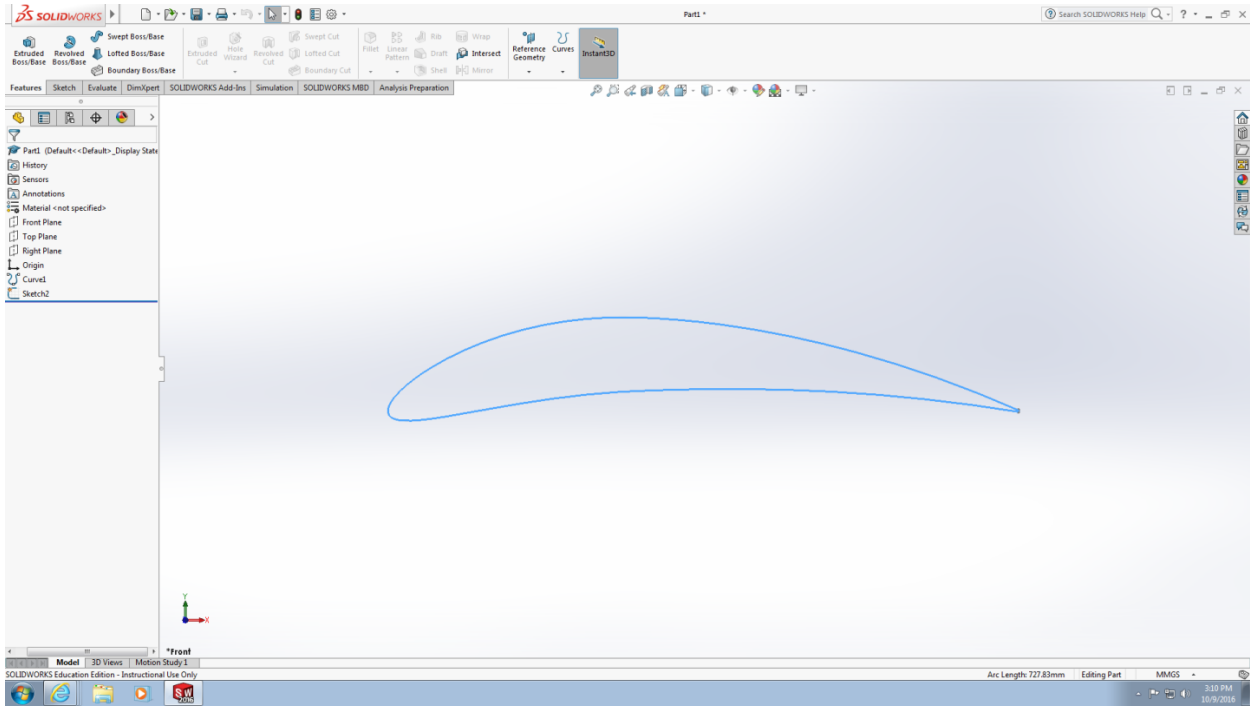 SOLIDWORKS
Part1 *
Search SOLIDWORKS Help
Extruded Boss/Base
Revolved Boss/Base
Swept Boss/Base
Lofted Boss/Base
Boundary Boss/Base
Extruded Cut
Hole Wizard
Revolved Cut
Swept Cut
Lofted Cut
Boundary Cut
Fillet
Linear Pattern
Rib
Draft
Shell
Wrap
Intersect
Mirror
Reference Geometry
Curves
Instant3D
Features Sketch Evaluate DimXpert SOLIDWORKS Add-Ins Simulation SOLIDWORKS MBD Analysis Preparation
Part1 (Default<<Default>_Display State
History
Sensors
Annotations
Material <not specified>
Front Plane
Top Plane
Right Plane
Origin
Curve1
Sketch2
Y
X
*Front
Model 3D Views Motion Study 1
SOLIDWORKS Education Edition - Instructional Use Only
Arc Length: 727.83mm Editing Part MMGS
SW
2016
3:10 PM
10/9/2016